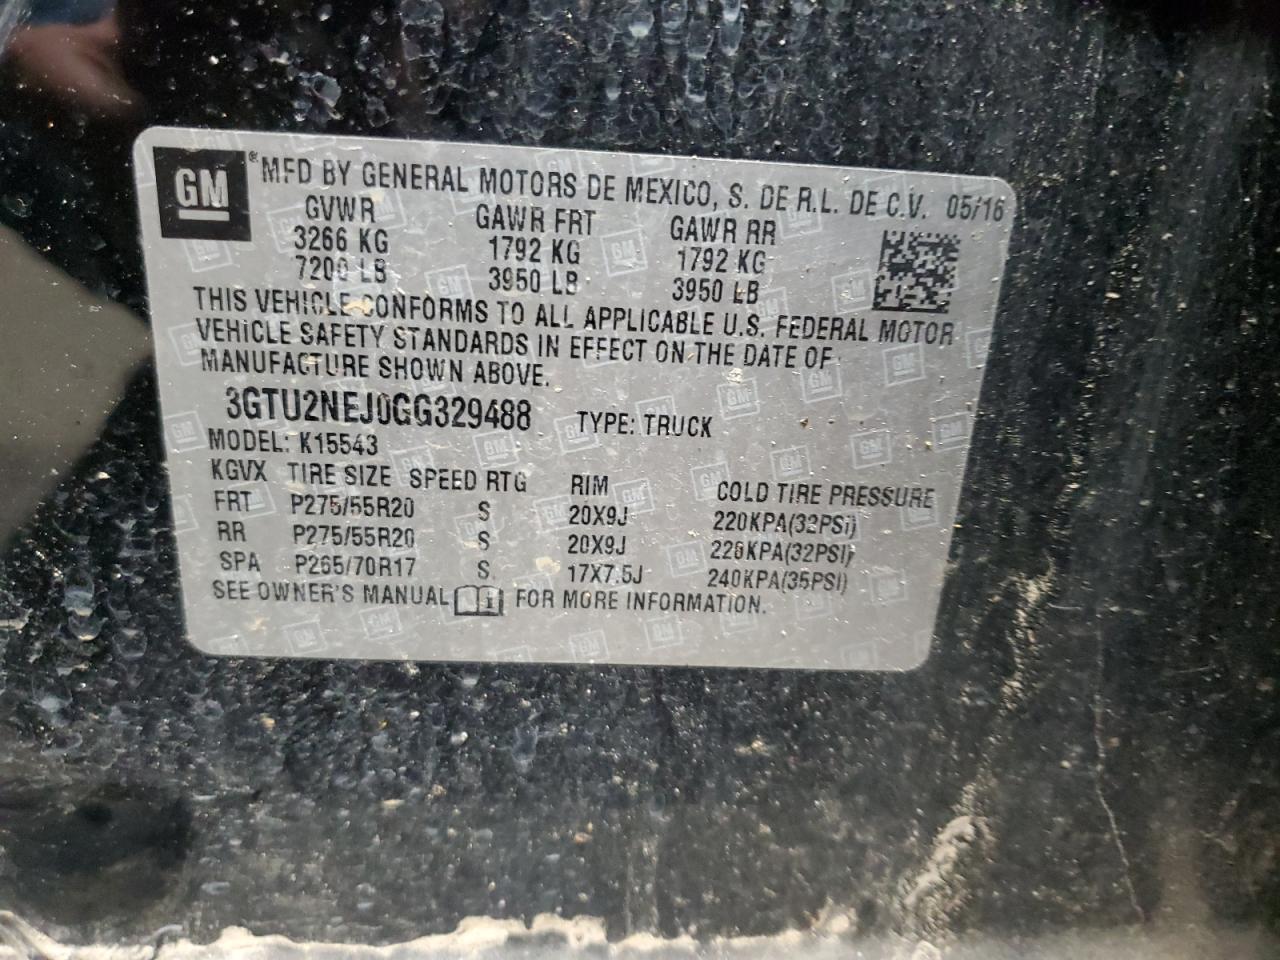 GM ® MFD BY GENERAL MOTORS DE MEXICO, S. DE R.L. DE C.V. 05/16
GVWR GAWR FRT GAWR RR
3266 KG 1792 KG 1792 KG
7200 LB 3950 LB 3950 LB
THIS VEHICLE CONFORMS TO ALL APPLICABLE U.S. FEDERAL MOTOR
VEHICLE SAFETY STANDARDS IN EFFECT ON THE DATE OF
MANUFACTURE SHOWN ABOVE.
3GTU2NEJ0GG329488 TYPE: TRUCK
MODEL: K15543
KGVX TIRE SIZE SPEED RTG RIM COLD TIRE PRESSURE
FRT P275/55R20 S 20X9J 220KPA(32PSI)
RR P275/55R20 S 20X9J 220KPA(32PSI)
SPA P265/70R17 S 17X7.5J 240KPA(35PSI)
SEE OWNER'S MANUAL i FOR MORE INFORMATION.